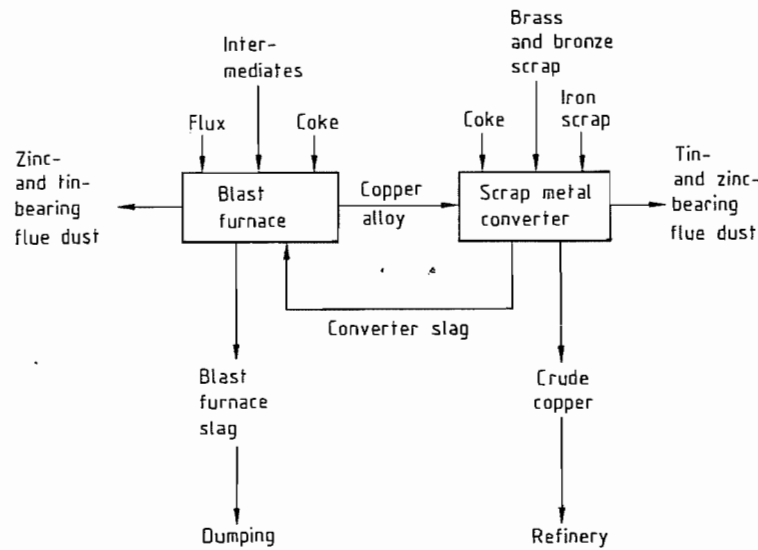 Inter-
mediates
Brass
and bronze
scrap
Flux
Coke
Coke
Iron
scrap
Zinc-
and tin-
bearing
flue dust
Blast
furnace
Copper
alloy
Scrap metal
converter
Tin-
and zinc-
bearing
flue dust
Converter slag
Blast
furnace
slag
Crude
copper
Dumping
Refinery